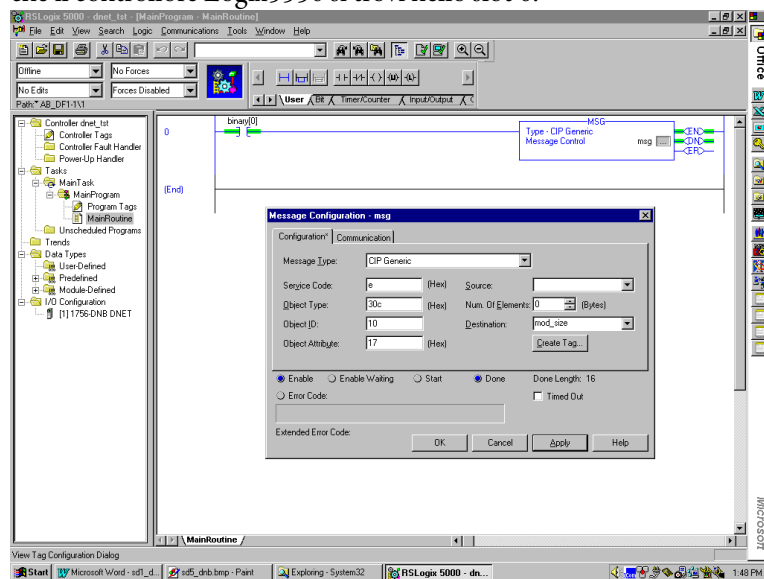 RSLogix 5000 - dnet_tst - [MainProgram - MainRoutine]
File Edit View Search Logic Communications Tools Window Help
Offline
No Forces
No Edits
Forces Disabled
Path: AB_DF1-1\1
User Bit Timer/Counter Input/Output
Controller dnet_tst
Controller Tags
Controller Fault Handler
Power-Up Handler
Tasks
MainTask
MainProgram
Program Tags
MainRoutine
Unscheduled Programs
Trends
Data Types
User-Defined
Predefined
Module-Defined
I/O Configuration
[1] 1756-DNB DNET
0
binary[0]
MSG
Type - CIP Generic
Message Control msg ...
EN
DN
ER
(End)
Message Configuration - msg
Configuration* Communication
Message Type: CIP Generic
Service Code: e (Hex) Source:
Object Type: 30c (Hex) Num. Of Elements: 0 (Bytes)
Object ID: 10 Destination: mod_size
Object Attribute: 17 (Hex) Create Tag...
Enable Enable Waiting Start Done Done Length: 16
Error Code: Timed Out
Extended Error Code:
OK Cancel Apply Help
MainRoutine
View Tag Configuration Dialog
Start Microsoft Word - sd1_d... sd5_dnb.bmp - Paint Exploring - System32 RSLogix 5000 - dn... 1:48 PM
Office
Microsoft